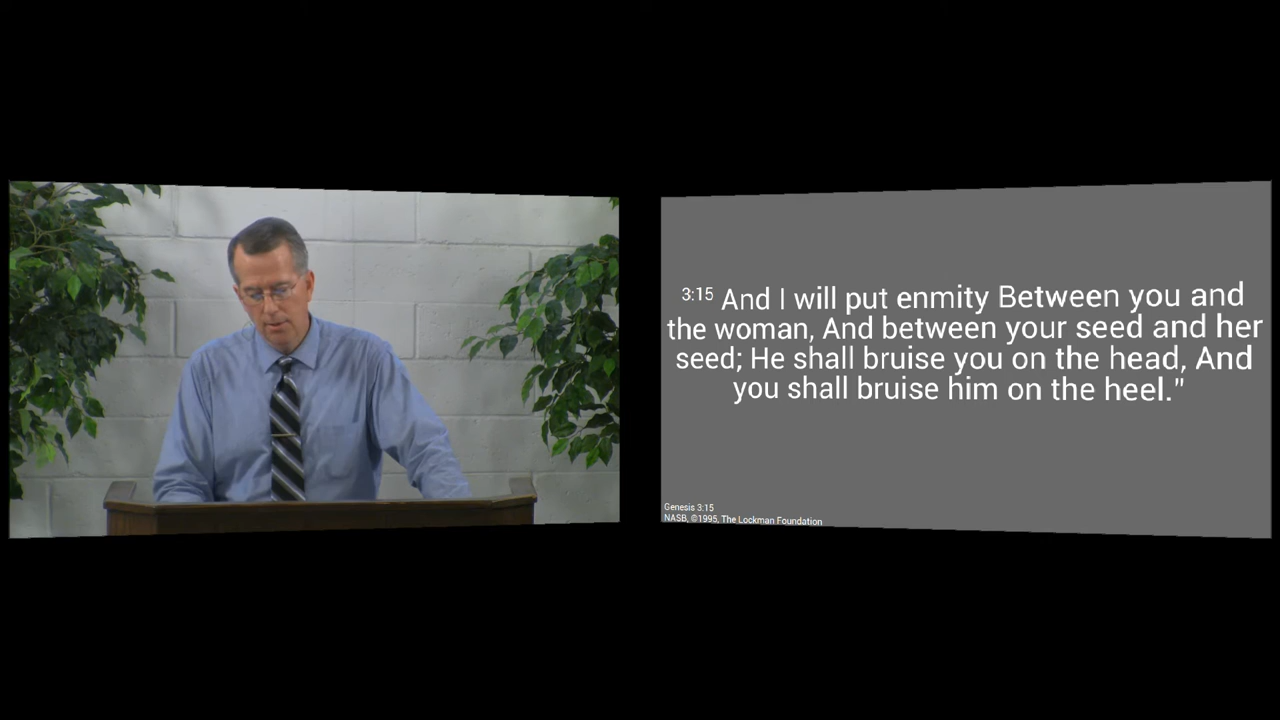 3:15 And I will put enmity Between you and
the woman, And between your seed and her
seed; He shall bruise you on the head, And
you shall bruise him on the heel."
Genesis 3:15
NASB, ©1995, The Lockman Foundation